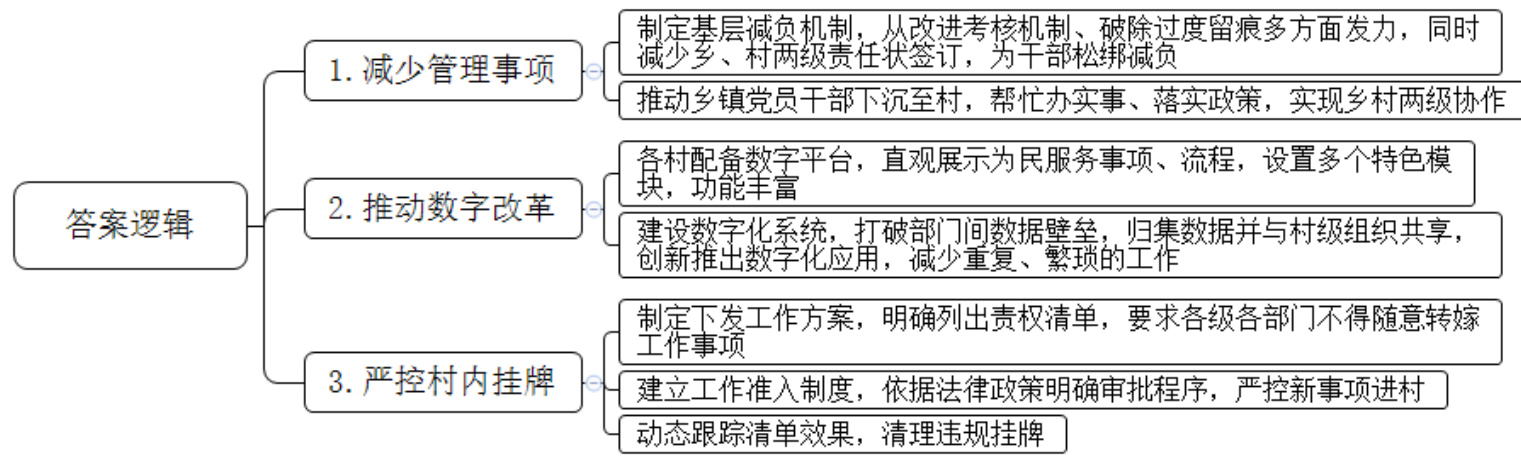 答案逻辑
1.减少管理事项
制定基层减负机制，从改进考核机制、破除过度留痕多方面发力，同时
减少乡、村两级责任状签订，为干部松绑减负
推动乡镇党员干部下沉至村，帮忙办实事、落实政策，实现乡村两级协作
2.推动数字改革
各村配备数字平台，直观展示为民服务事项、流程，设置多个特色模
块，功能丰富
建设数字化系统，打破部门间数据壁垒，归集数据并与村级组织共享，
创新推出数字化应用，减少重复、繁琐的工作
3.严控村内挂牌
制定下发工作方案，明确列出责权清单，要求各级各部门不得随意转嫁
工作事项
建立工作准入制度，依据法律政策明确审批程序，严控新事项进村
动态跟踪清单效果，清理违规挂牌